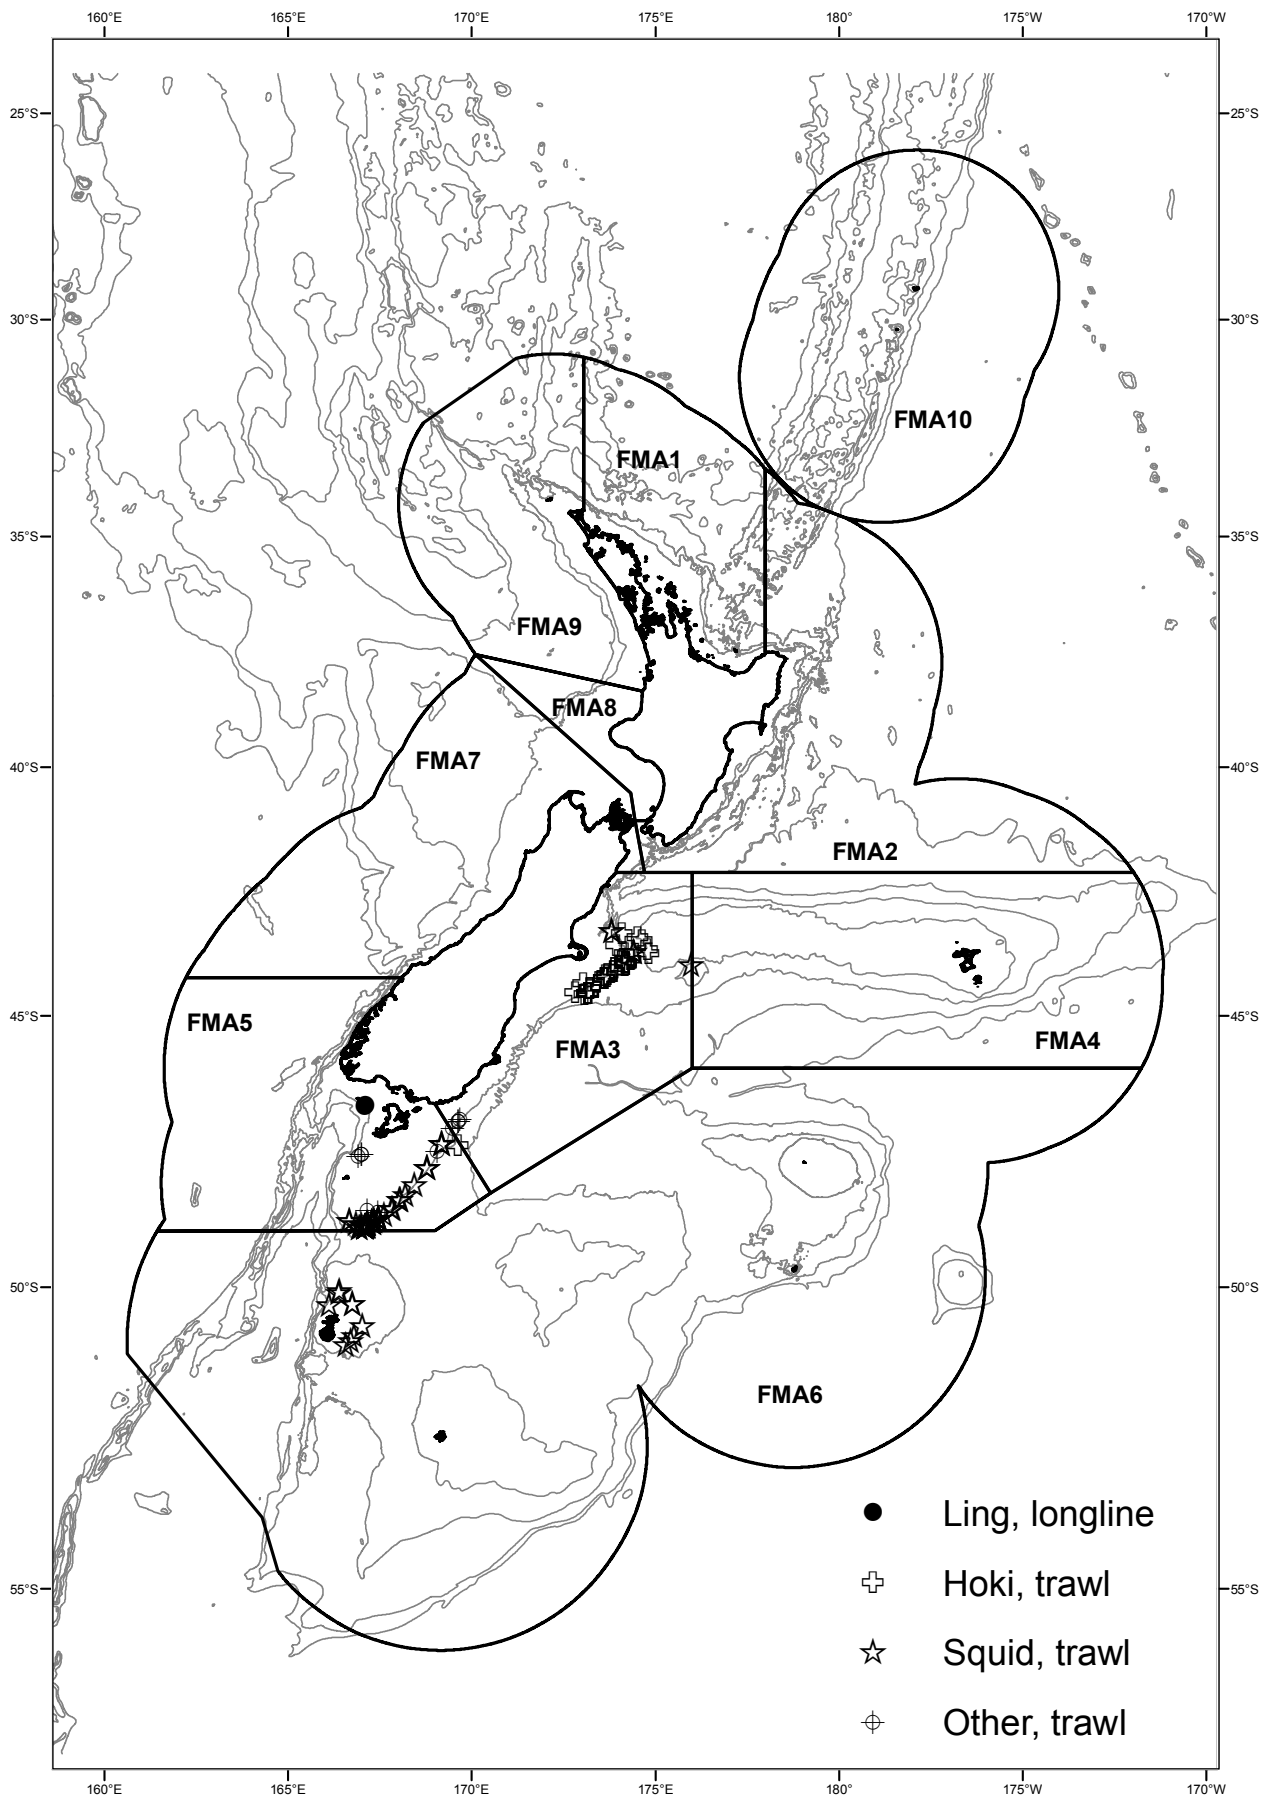 160°E 165°E 170°E 175°E 180° 175°W 170°W
25°S 25°S
30°S 30°S
FMA10
FMA1
35°S 35°S
FMA9
FMA8
FMA7
40°S 40°S
FMA2
45°S 45°S
FMA5
FMA4
FMA3
50°S 50°S
FMA6
Ling, longline
Hoki, trawl
55°S 55°S
Squid, trawl
Other, trawl
160°E 165°E 170°E 175°E 180° 175°W 170°W